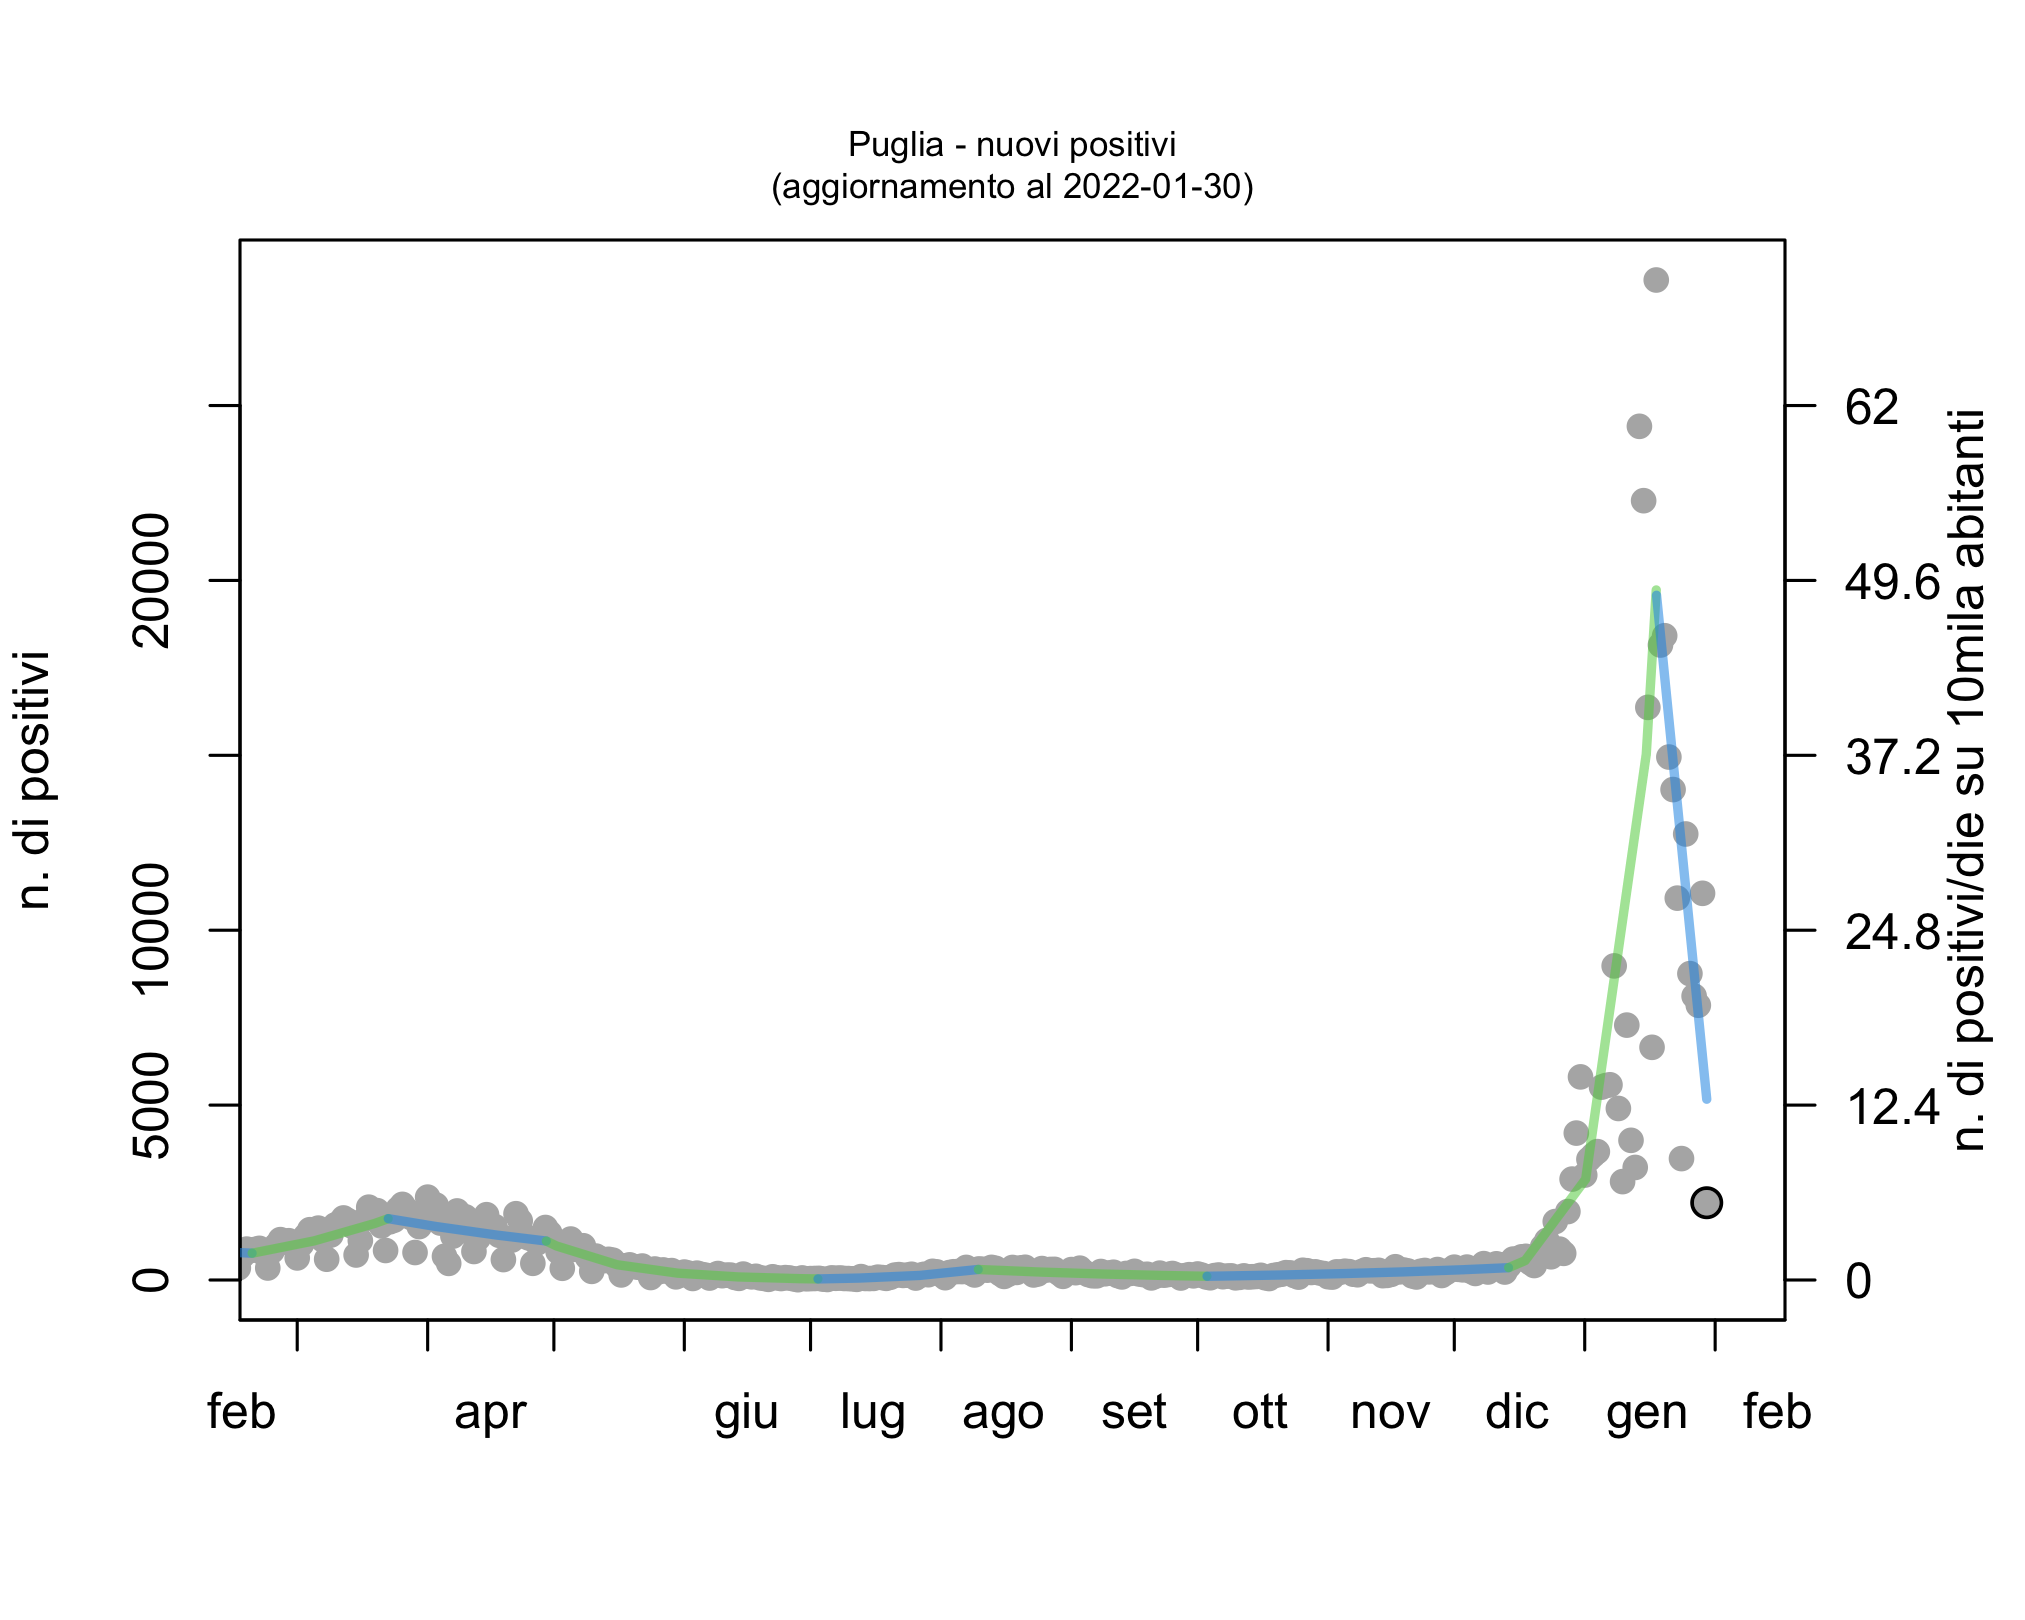 Puglia - nuovi positivi
(aggiornamento al 2022-01-30)
n. di positivi
20000
10000
5000
0
62
49.6
37.2
24.8
12.4
0
n. di positivi/die su 10mila abitanti
feb apr giu lug ago set ott nov dic gen feb